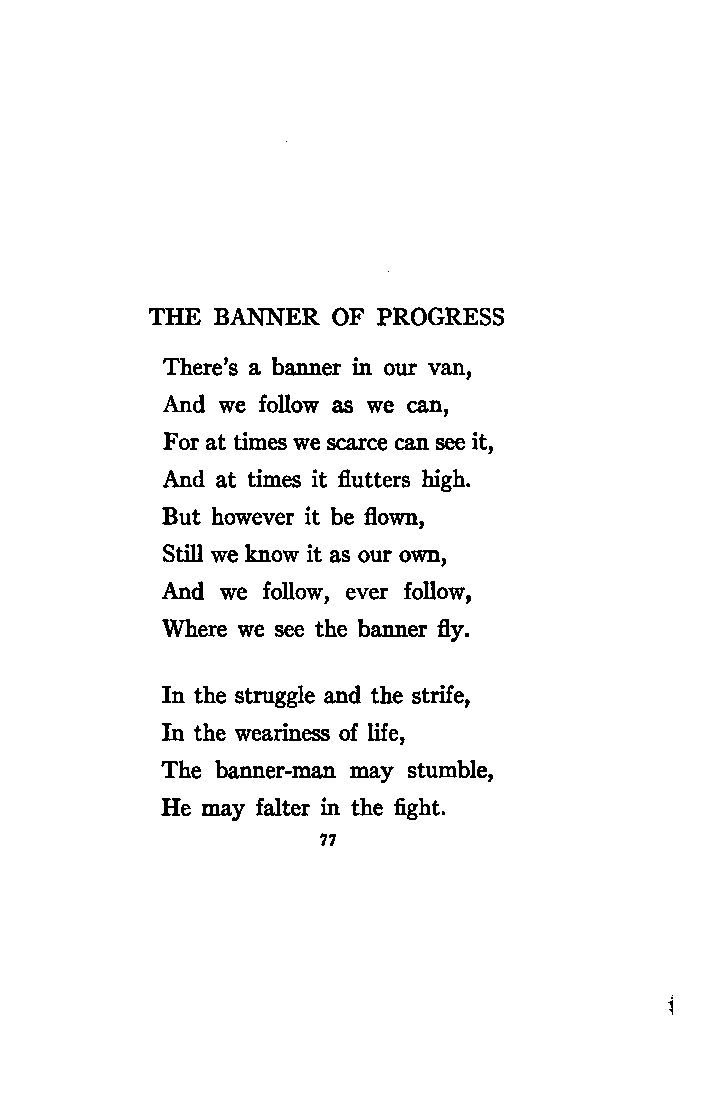 THE BANNER OF PROGRESS
There's a banner in our van,
And we follow as we can,
For at times we scarce can see it,
And at times it flutters high.
But however it be flown,
Still we know it as our own,
And we follow, ever follow,
Where we see the banner fly.
In the struggle and the strife,
In the weariness of life,
The banner-man may stumble,
He may falter in the fight.
77